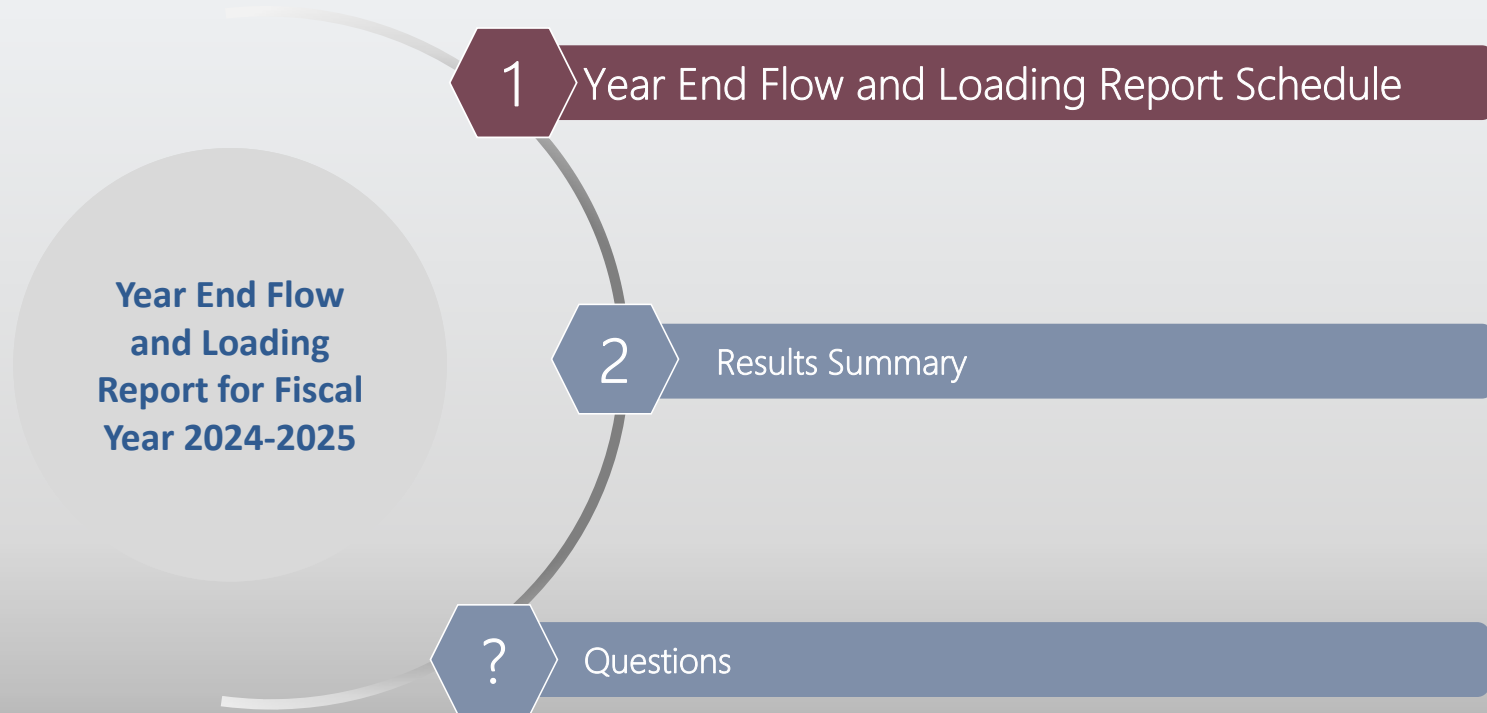 Year End Flow
and Loading
Report for Fiscal
Year 2024-2025
1
Year End Flow and Loading Report Schedule
2
Results Summary
?
Questions